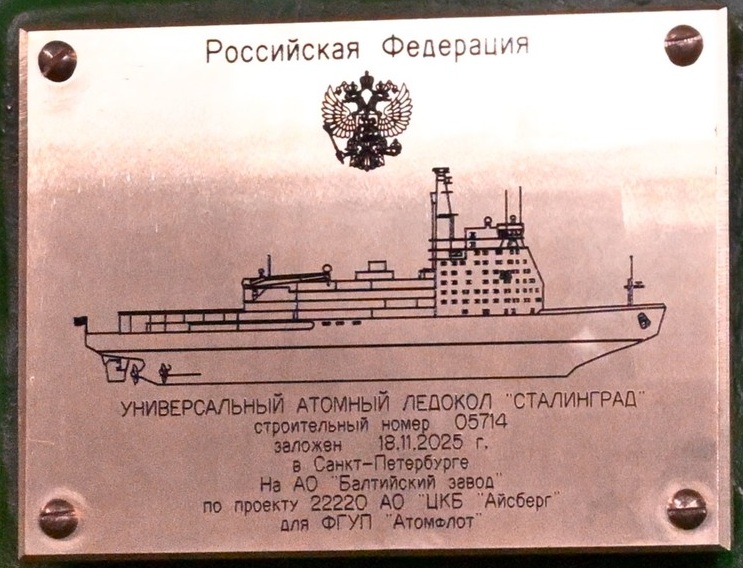 Российская Федерация
УНИВЕРСАЛЬНЫЙ АТОМНЫЙ ЛЕДОКОЛ "СТАЛИНГРАД"
строительный номер 05714
заложен 18.11.2025 г.
в Санкт-Петербурге
На АО "Балтийский завод"
по проекту 22220 АО "ЦКБ "Айсберг"
для ФГУП "Атомфлот"